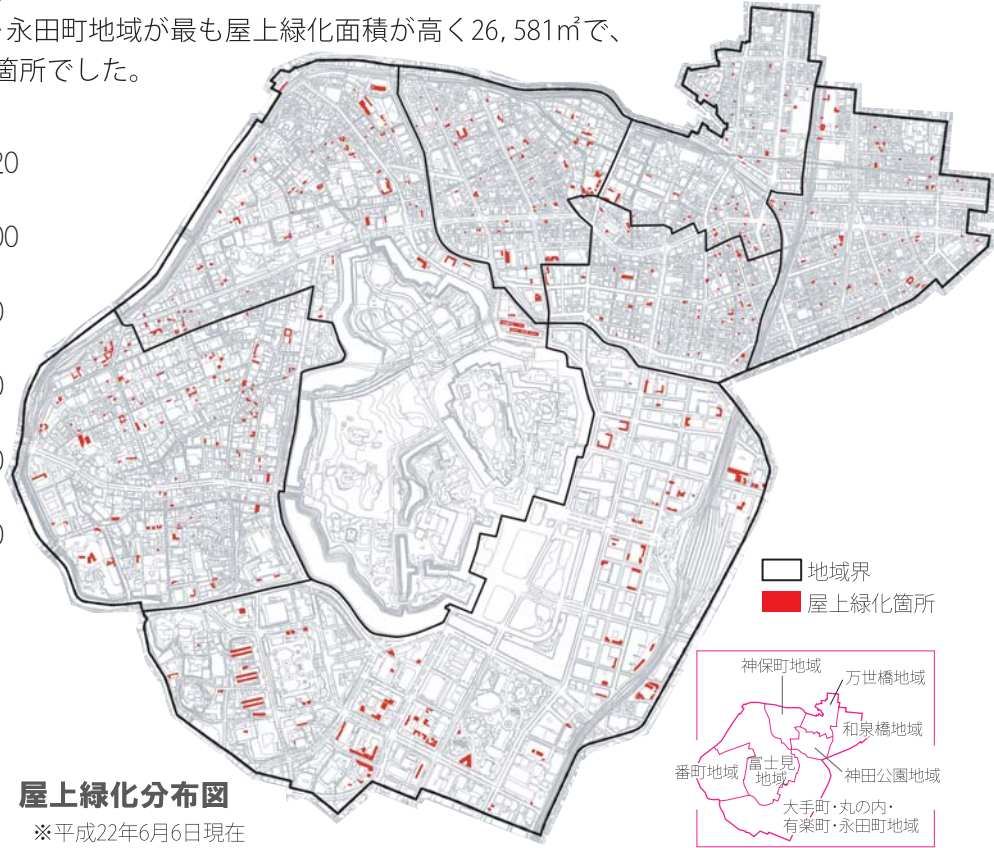 永田町地域が最も屋上緑化面積が高く26,581㎡で、
箇所でした。
20
00
0
0
0
0
地域界
屋上緑化箇所
神保町地域
万世橋地域
和泉橋地域
番町地域
富士見
地域
神田公園地域
大手町・丸の内・
有楽町・永田町地域
屋上緑化分布図
※平成22年6月6日現在